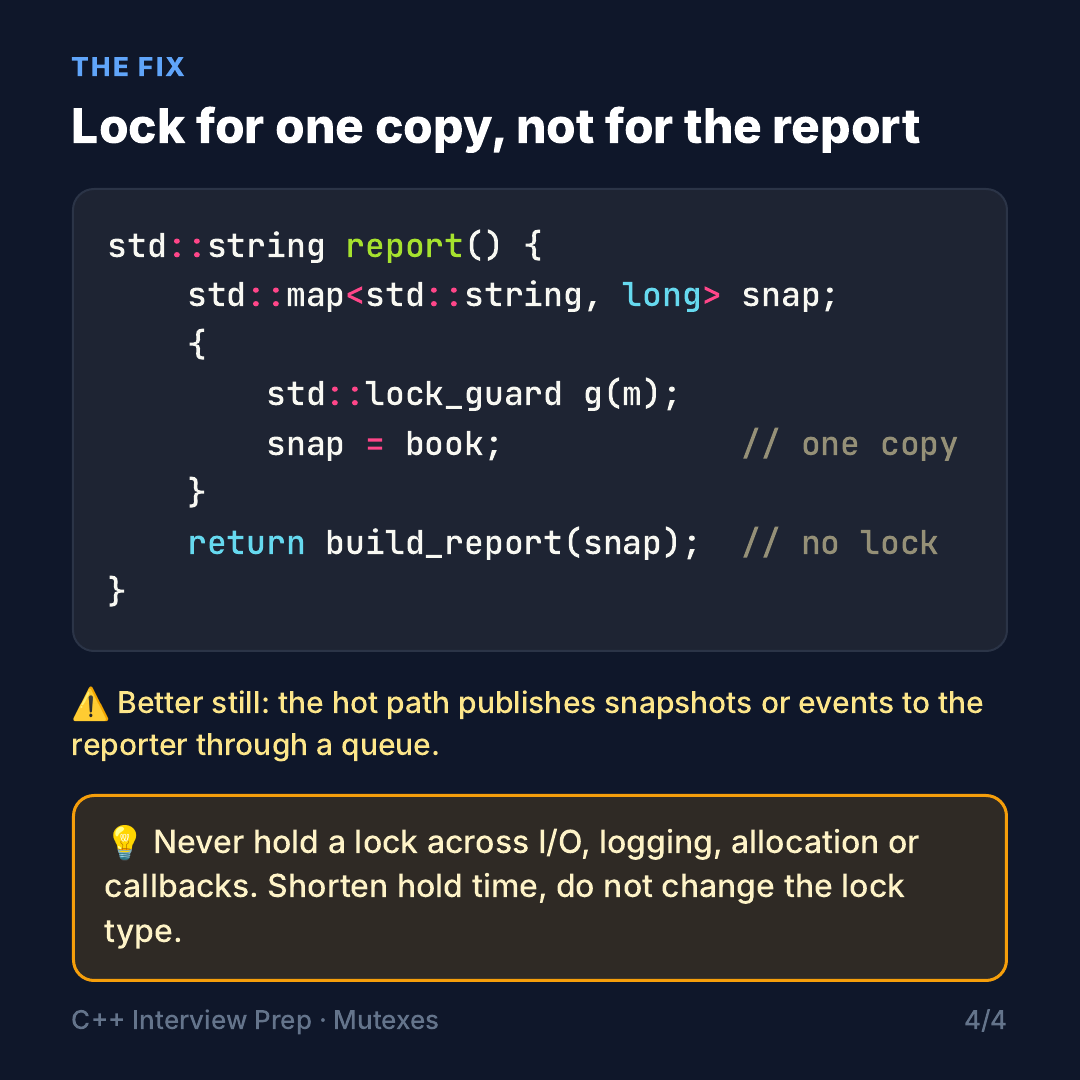 THE FIX
Lock for one copy, not for the report
std::string report() {
    std::map<std::string, long> snap;
    {
        std::lock_guard g(m);
        snap = book;            // one copy
    }
    return build_report(snap);  // no lock
}
⚠️ Better still: the hot path publishes snapshots or events to the
reporter through a queue.
💡 Never hold a lock across I/O, logging, allocation or
callbacks. Shorten hold time, do not change the lock
type.
C++ Interview Prep · Mutexes
4/4